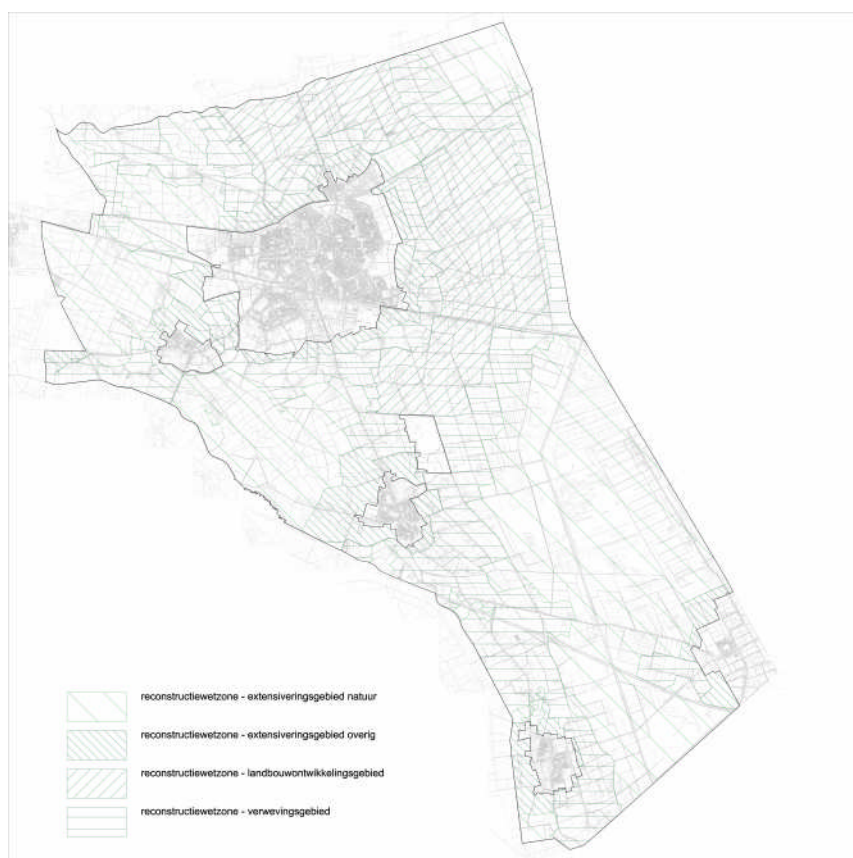 reconstructiewetzone - extensiveringsgebied natuur
reconstructiewetzone - extensiveringsgebied overig
reconstructiewetzone - landbouwontwikkelingsgebied
reconstructiewetzone - verwevingsgebied